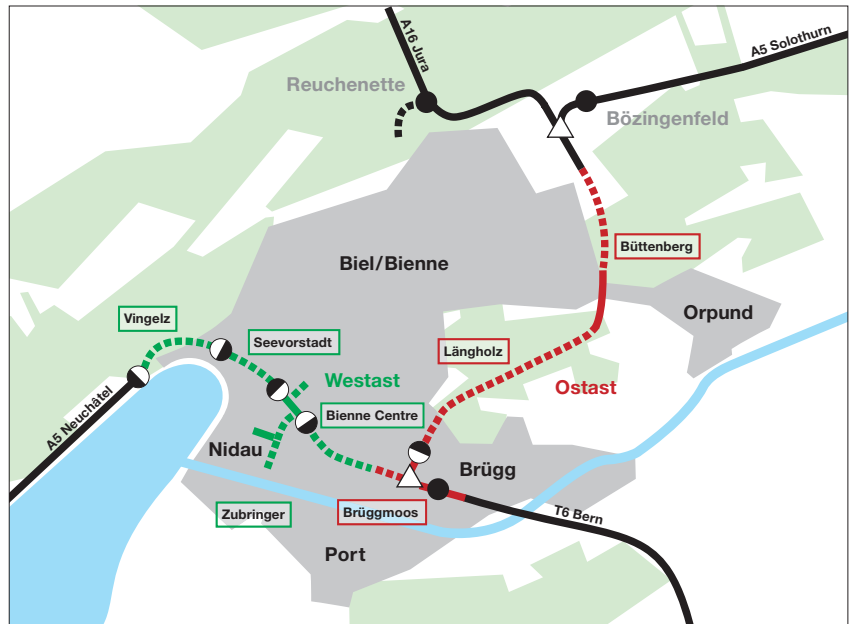 A16 Jura
A5 Solothurn
Reuchenette
Bözingenfeld
Büttenberg
Biel/Bienne
Orpund
Vingelz
Seevorstadt
Längholz
Westast
Ostast
A5 Neuchâtel
Bienne Centre
Nidau
Brügg
Zubringer
Brüggmoos
T6 Bern
Port